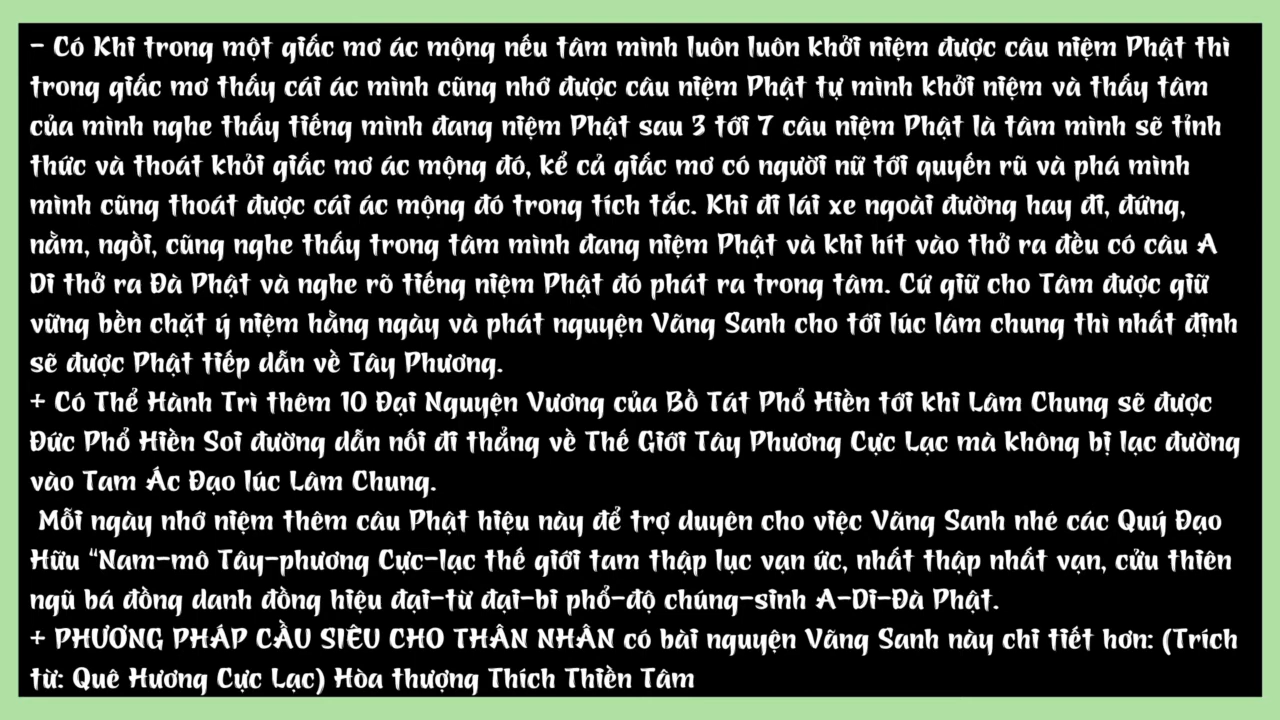 - Có Khi trong một giấc mơ ác mộng nếu tâm mình luôn luôn khởi niệm được câu niệm Phật thì
trong giấc mơ thấy cái ác mình cũng nhớ được câu niệm Phật tự mình khởi niệm và thấy tâm
của mình nghe thấy tiếng mình đang niệm Phật sau 3 tới 7 câu niệm Phật là tâm mình sẽ tỉnh
thức và thoát khỏi giấc mơ ác mộng đó, kể cả giấc mơ có người nữ tới quyến rũ và phá mình
mình cũng thoát được cái ác mộng đó trong tích tắc. Khi đi lái xe ngoài đường hay đi, đứng,
nằm, ngồi, cũng nghe thấy trong tâm mình đang niệm Phật và khi hít vào thở ra đều có câu A
Di thở ra Đà Phật và nghe rõ tiếng niệm Phật đó phát ra trong tâm. Cứ giữ cho Tâm được giữ
vững bền chặt ý niệm hằng ngày và phát nguyện Vãng Sanh cho tới lúc lâm chung thì nhất định
sẽ được Phật tiếp dẫn về Tây Phương.
+ Có Thể Hành Trì thêm 10 Đại Nguyện Vương của Bồ Tát Phổ Hiền tới khi Lâm Chung sẽ được
Đức Phổ Hiền Soi đường dẫn nối đi thẳng về Thế Giới Tây Phương Cực Lạc mà không bị lạc đường
vào Tam Ác Đạo lúc Lâm Chung.
Mỗi ngày nhớ niệm thêm câu Phật hiệu này để trợ duyên cho việc Vãng Sanh nhé các Quý Đạo
Hữu "Nam-mô Tây-phương Cực-lạc thế giới tam thập lục vạn ức, nhất thập nhất vạn, cửu thiên
ngũ bá đồng danh đồng hiệu đại-từ đại-bi phổ-độ chúng-sinh A-Di-Đà Phật.
+ PHƯƠNG PHÁP CẦU SIÊU CHO THÂN NHÂN có bài nguyện Vãng Sanh này chi tiết hơn: (Trích
từ: Quê Hương Cực Lạc) Hòa thượng Thích Thiền Tâm